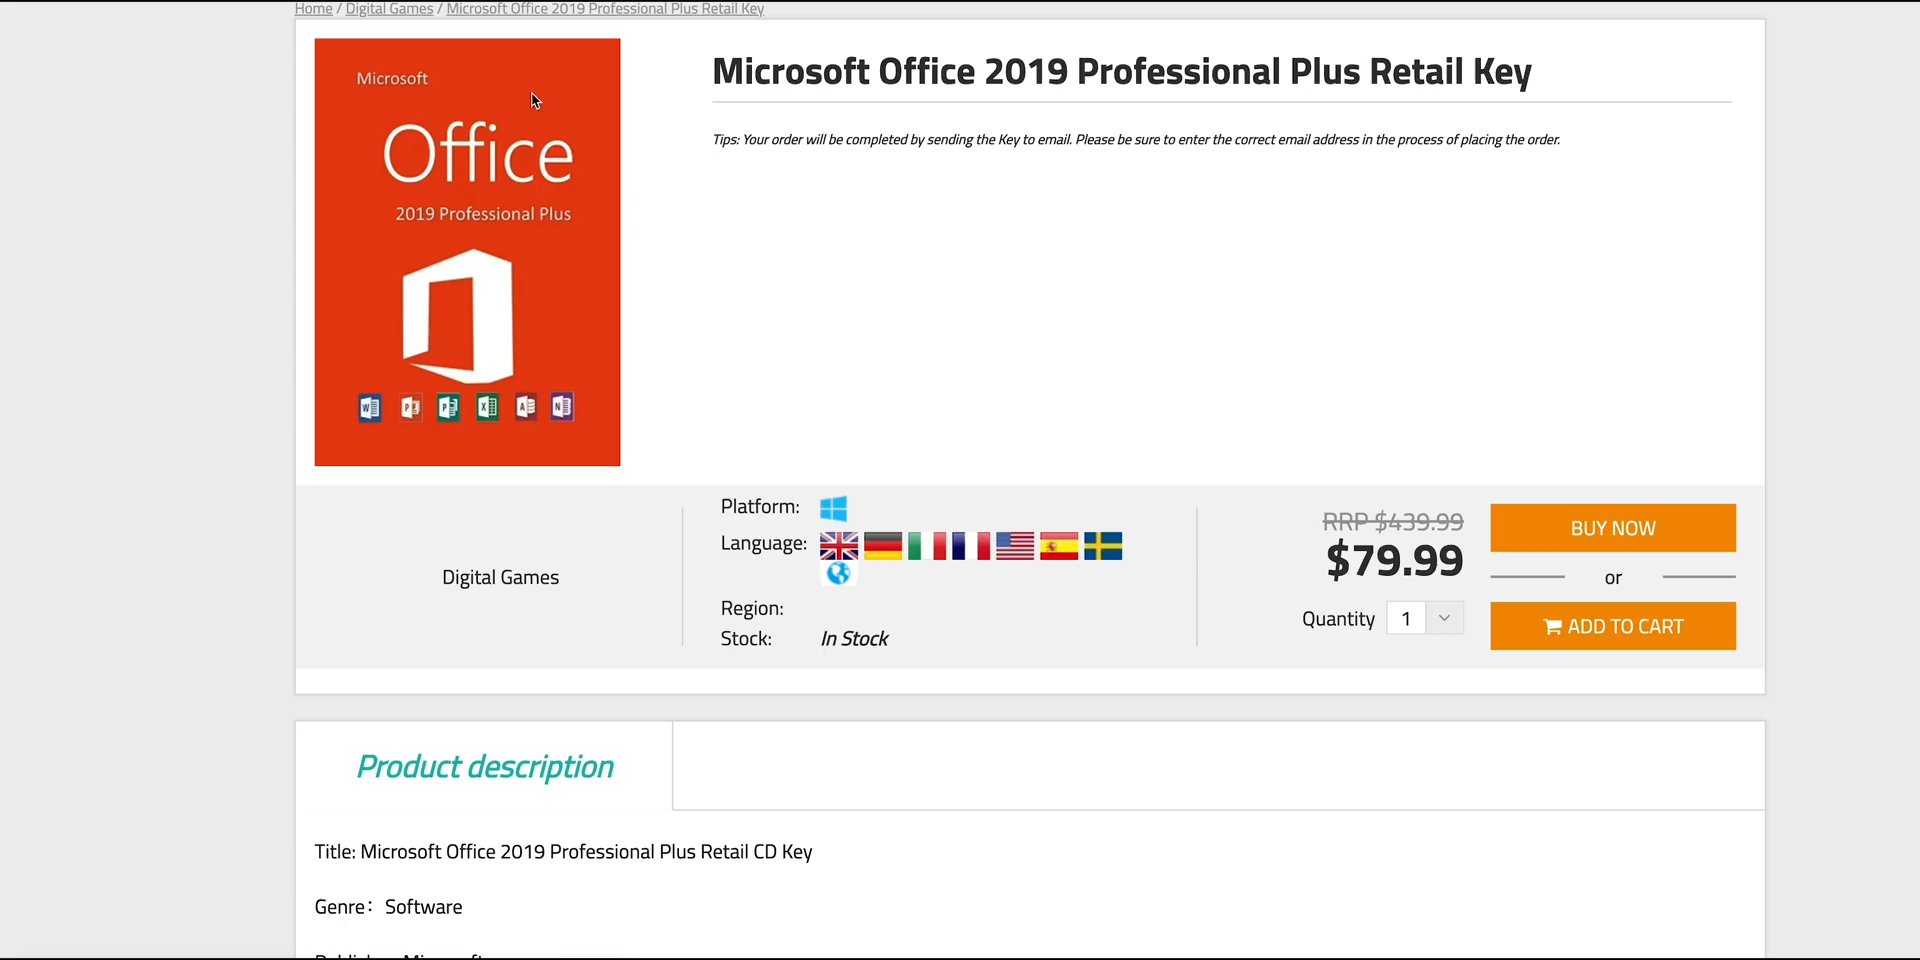 Home / Digital Games / Microsoft Office 2019 Professional Plus Retail Key
Microsoft
Office
2019 Professional Plus
Microsoft Office 2019 Professional Plus Retail Key
Tips: Your order will be completed by sending the Key to email. Please be sure to enter the correct email address in the process of placing the order.
Digital Games
Platform:
Language:
Region:
Stock: In Stock
RRP $439.99
$79.99
Quantity 1
BUY NOW
or
ADD TO CART
Product description
Title: Microsoft Office 2019 Professional Plus Retail CD Key
Genre: Software